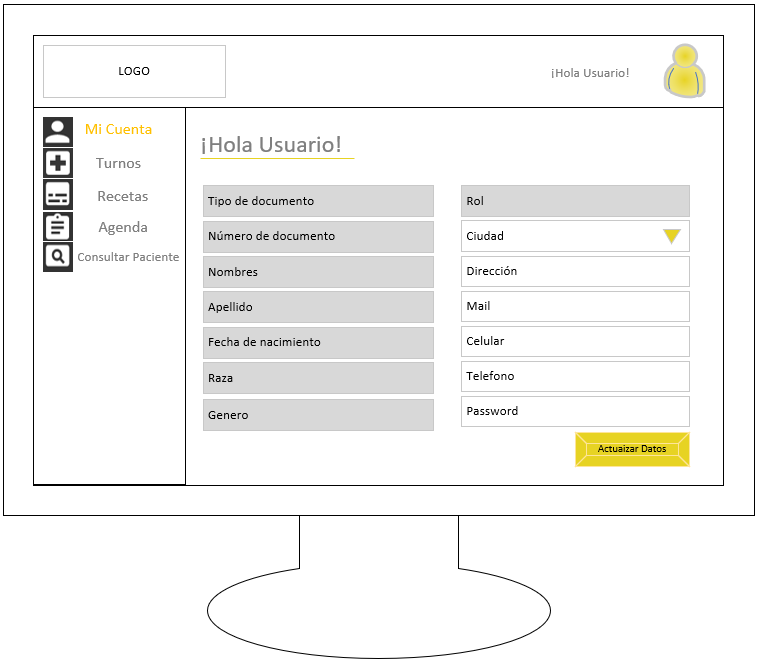 LOGO
¡Hola Usuario!
Mi Cuenta
Turnos
Recetas
Agenda
Consultar Paciente
¡Hola Usuario!
Tipo de documento
Número de documento
Nombres
Apellido
Fecha de nacimiento
Raza
Genero
Rol
Ciudad
Dirección
Mail
Celular
Telefono
Password
Actuaizar Datos